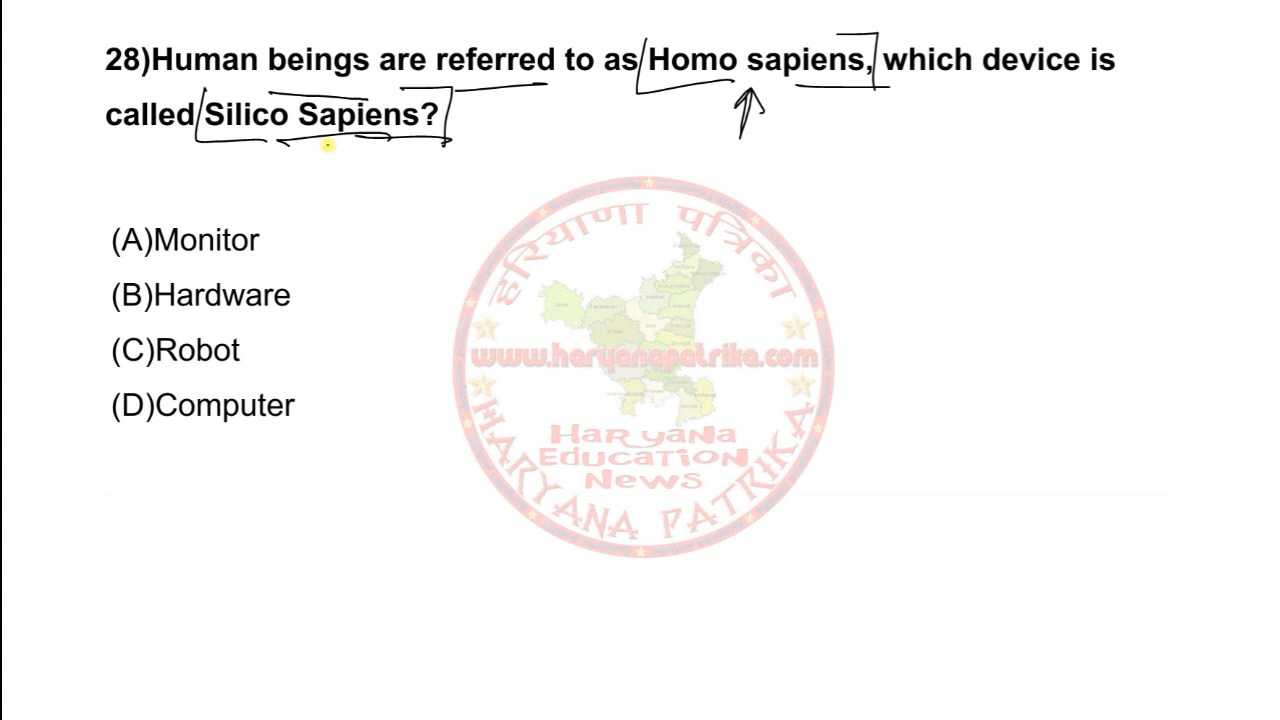 28)Human beings are referred to as Homo sapiens, which device is
called Silico Sapiens?
(A)Monitor
(B)Hardware
(C)Robot
(D)Computer
हरियाणा पत्रिका
www.haryanapatrika.com
HarYaNa
EDucaTiON
News
HARYANA PATRIKA